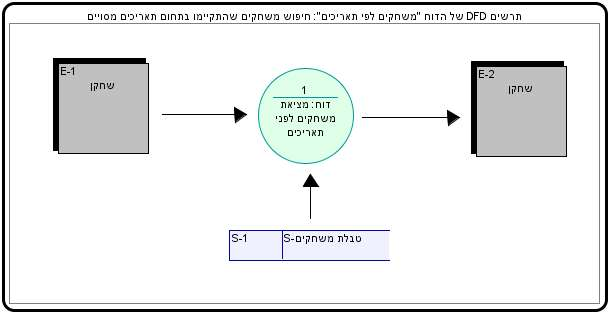 תרשים DFD של הדוח "משחקים לפי תאריכים": חיפוש משחקים שהתקיימו בתחום תאריכים מסויים
E-1
שחקן
1
דוח: מציאת
משחקים לפני
תאריכים
E-2
שחקן
S-1
טבלת משחקים-S